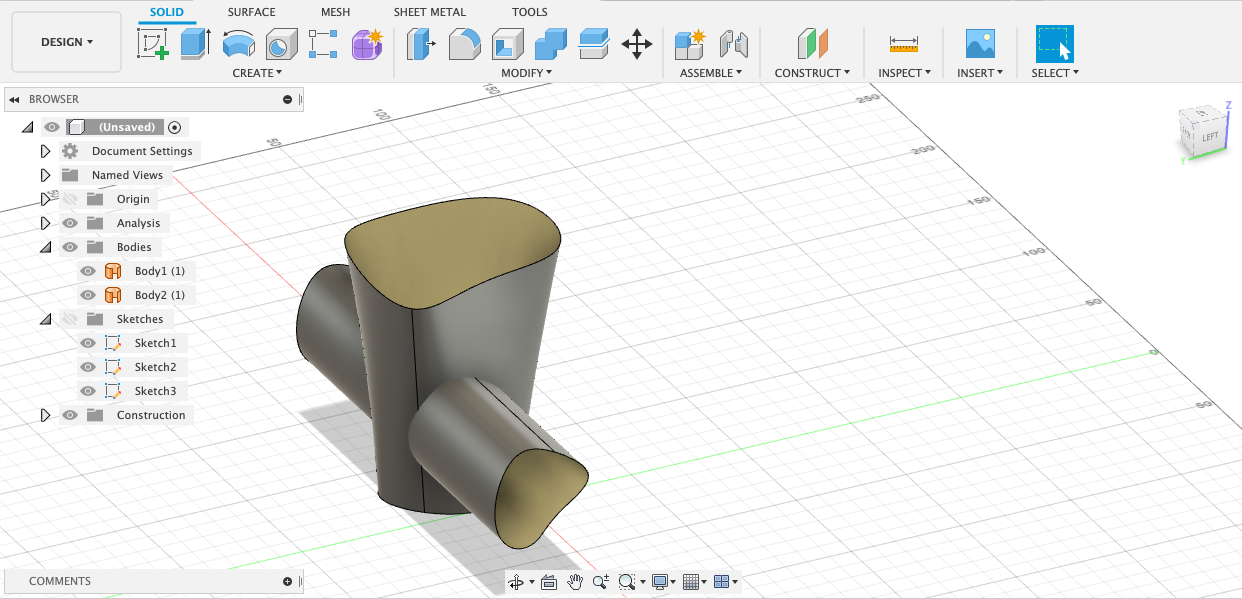 SOLID SURFACE MESH SHEET METAL TOOLS
DESIGN
CREATE MODIFY ASSEMBLE CONSTRUCT INSPECT INSERT SELECT
BROWSER
(Unsaved)
Document Settings
Named Views
Origin
Analysis
Bodies
Body1 (1)
Body2 (1)
Sketches
Sketch1
Sketch2
Sketch3
Construction
50
100
150
250
200
150
100
50
0
50
Z
LEFT
Y
COMMENTS